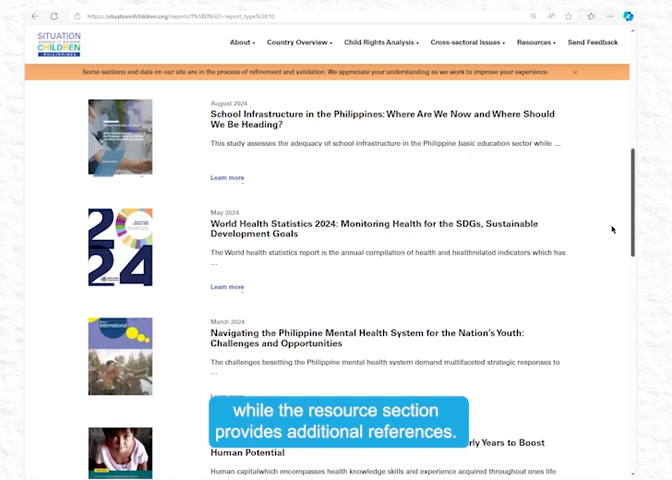 https://situationofchildren.org/reports?f%5B0%5D=report_type%3A10
SITUATION
CHILDREN
PHILIPPINES
About
Country Overview
Child Rights Analysis
Cross-sectoral Issues
Resources
Send Feedback
Some sections and data on our site are in the process of refinement and validation. We appreciate your understanding as we work to improve your experience.
August 2024
School Infrastructure in the Philippines: Where Are We Now and Where Should
We Be Heading?
This study assesses the adequacy of school infrastructure in the Philippine basic education sector while ...
Learn more
2024
May 2024
World Health Statistics 2024: Monitoring Health for the SDGs, Sustainable
Development Goals
The World health statistics report is the annual compilation of health and healthrelated indicators which has
...
Learn more
International
March 2024
Navigating the Philippine Mental Health System for the Nation's Youth:
Challenges and Opportunities
The challenges besetting the Philippine mental health system demand multifaceted strategic responses to
...
while the resource section
provides additional references.
rly Years to Boost
Human Potential
Human capitalwhich encompasses health knowledge skills and experience acquired throughout ones life